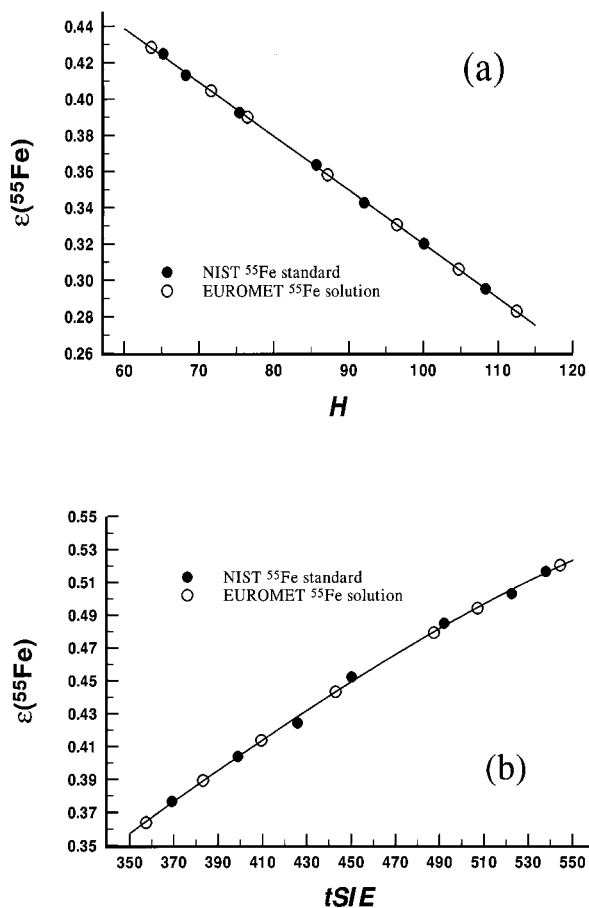 (a)
ε(⁵⁵Fe)
0.44
0.42
0.40
0.38
0.36
0.34
0.32
0.30
0.28
0.26
NIST ⁵⁵Fe standard
EUROMET ⁵⁵Fe solution
60 70 80 90 100 110 120
H
ε(⁵⁵Fe)
0.55
0.53
0.51
0.49
0.47
0.45
0.43
0.41
0.39
0.37
0.35
NIST ⁵⁵Fe standard
EUROMET ⁵⁵Fe solution
(b)
350 370 390 410 430 450 470 490 510 530 550
tSIE